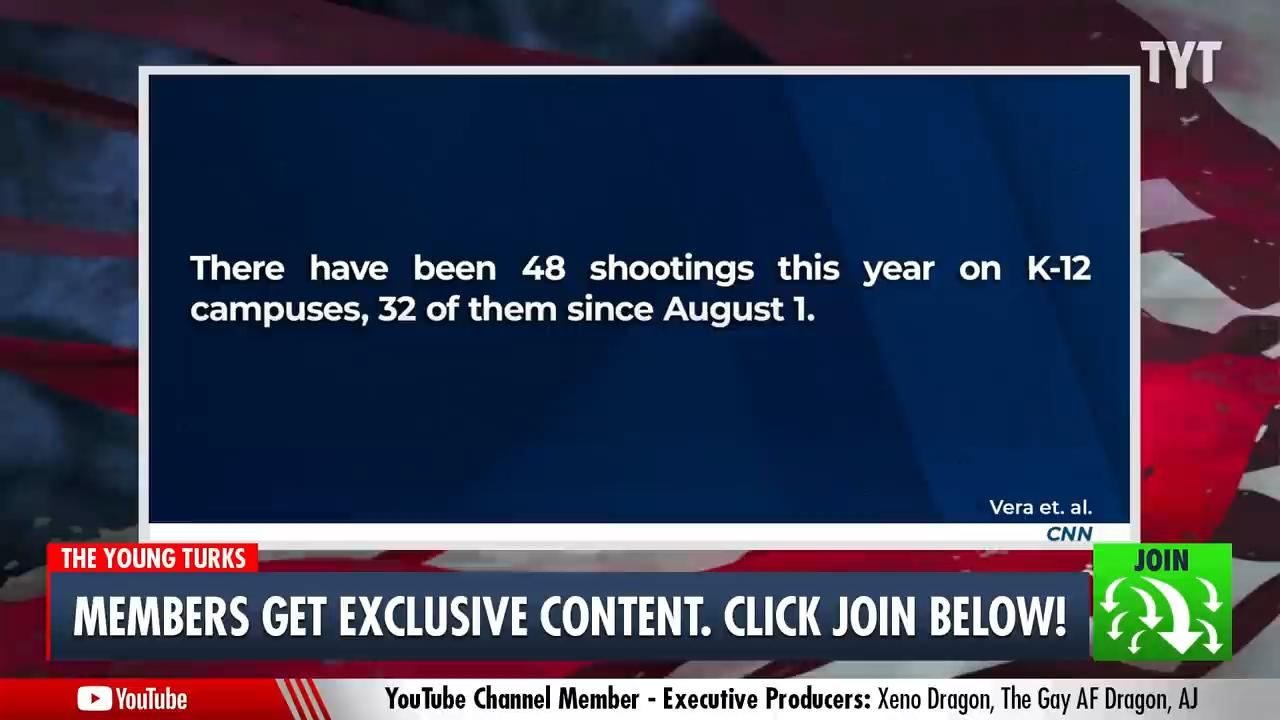 TYT
There have been 48 shootings this year on K-12
campuses, 32 of them since August 1.
Vera et. al.
CNN
THE YOUNG TURKS
MEMBERS GET EXCLUSIVE CONTENT. CLICK JOIN BELOW!
JOIN
YouTube
YouTube Channel Member - Executive Producers: Xeno Dragon, The Gay AF Dragon, AJ